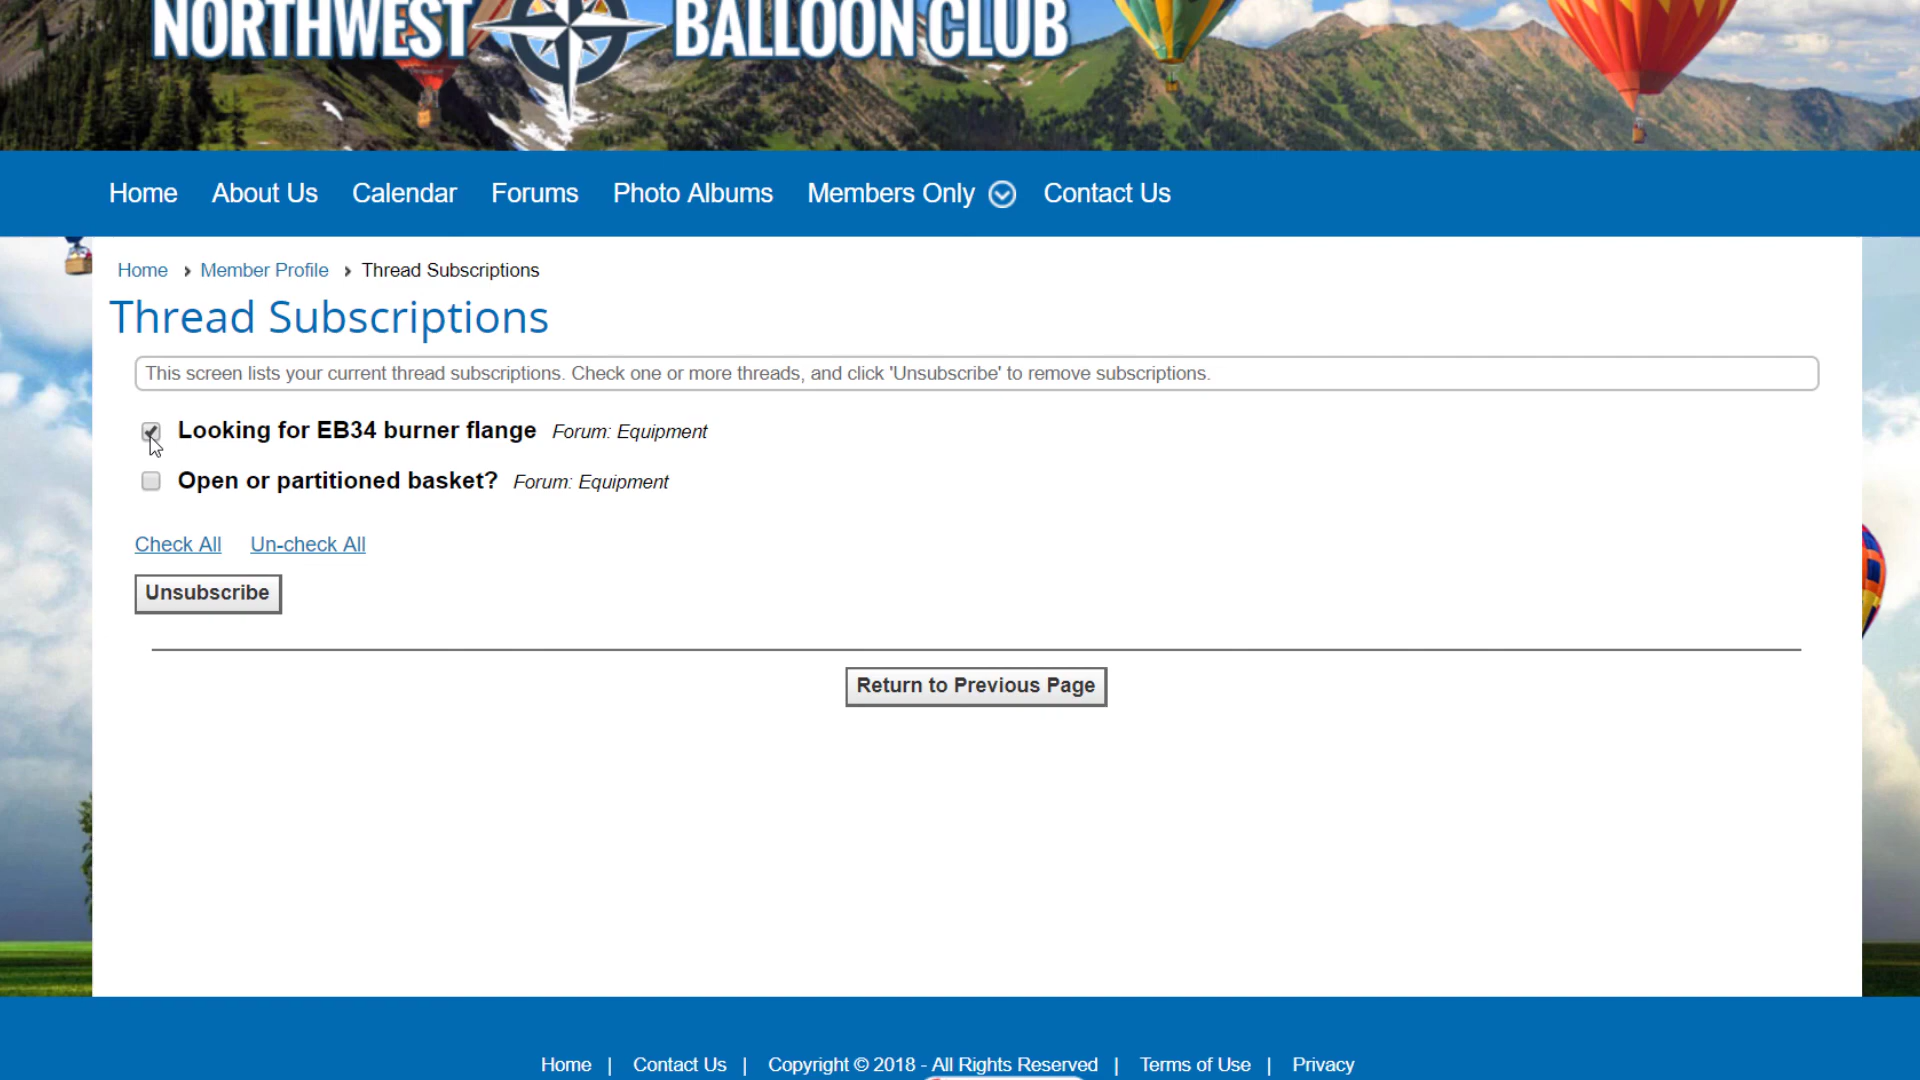 NORTHWEST BALLOON CLUB
Home About Us Calendar Forums Photo Albums Members Only Contact Us
Home Member Profile Thread Subscriptions
Thread Subscriptions
This screen lists your current thread subscriptions. Check one or more threads, and click 'Unsubscribe' to remove subscriptions.
Looking for EB34 burner flange Forum: Equipment
Open or partitioned basket? Forum: Equipment
Check All Un-check All
Unsubscribe
Return to Previous Page
Home | Contact Us | Copyright © 2018 - All Rights Reserved | Terms of Use | Privacy